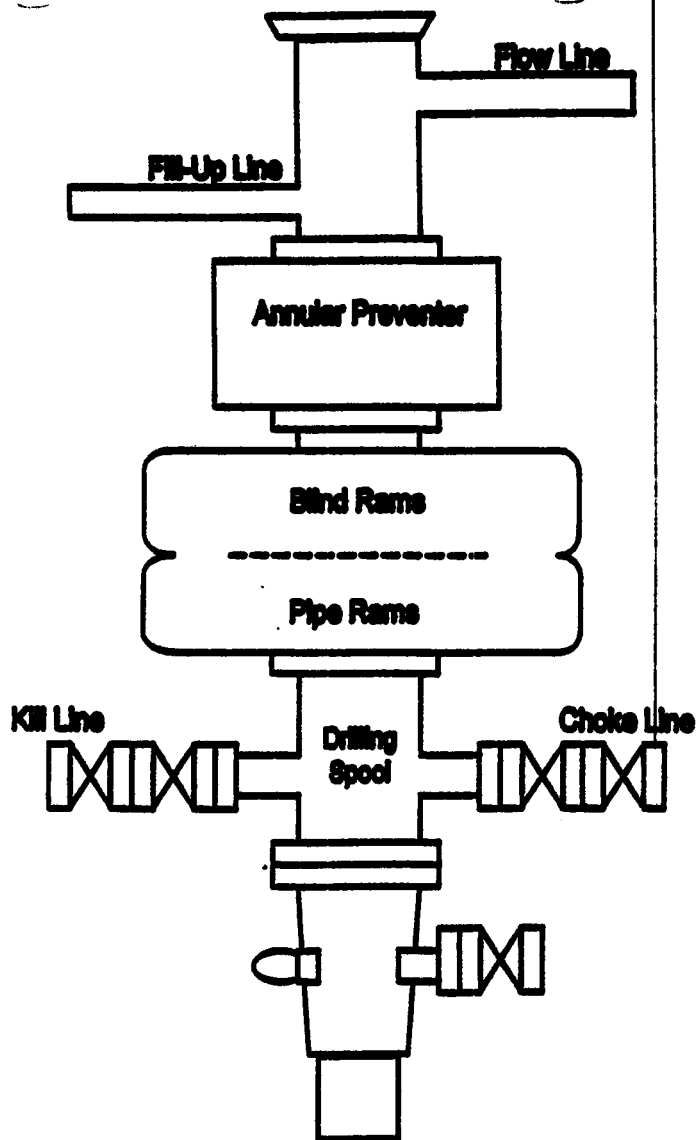 Flow Line
Fill-Up Line
Annular Preventer
Blind Rams
Pipe Rams
Kill Line
Choke Line
Drilling
Spool